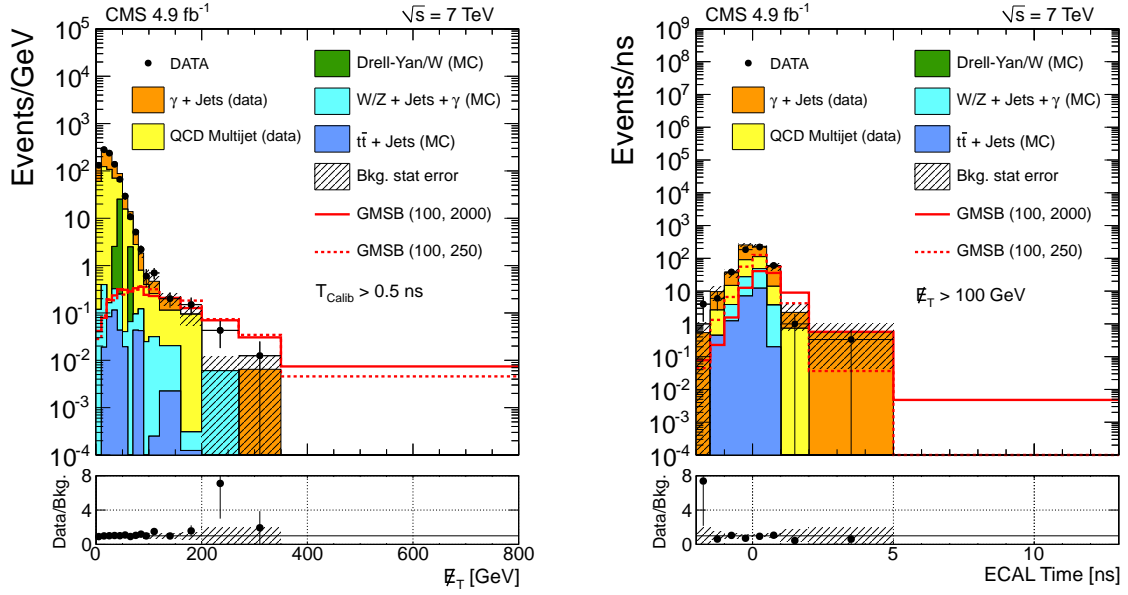 CMS 4.9 fb⁻¹ √s = 7 TeV
Events/GeV
10⁵
10⁴
10³
10²
10
1
10⁻¹
10⁻²
10⁻³
10⁻⁴
DATA
γ + Jets (data)
QCD Multijet (data)
Drell-Yan/W (MC)
W/Z + Jets + γ (MC)
tt̄ + Jets (MC)
Bkg. stat error
GMSB (100, 2000)
GMSB (100, 250)
T_Calib > 0.5 ns
Data/Bkg.
8
4
0
0 200 400 600 800
E̸_T [GeV]
CMS 4.9 fb⁻¹ √s = 7 TeV
Events/ns
10⁹
10⁸
10⁷
10⁶
10⁵
10⁴
10³
10²
10
1
10⁻¹
10⁻²
10⁻³
10⁻⁴
DATA
γ + Jets (data)
QCD Multijet (data)
Drell-Yan/W (MC)
W/Z + Jets + γ (MC)
tt̄ + Jets (MC)
Bkg. stat error
GMSB (100, 2000)
GMSB (100, 250)
E̸_T > 100 GeV
Data/Bkg.
8
4
0
0 5 10
ECAL Time [ns]